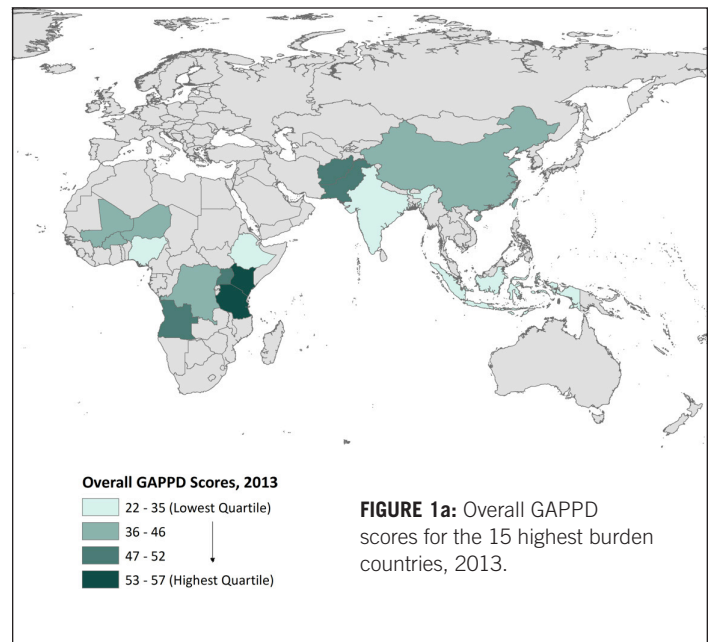 Overall GAPPD Scores, 2013
22 - 35 (Lowest Quartile)
36 - 46
47 - 52
53 - 57 (Highest Quartile)
FIGURE 1a: Overall GAPPD
scores for the 15 highest burden
countries, 2013.